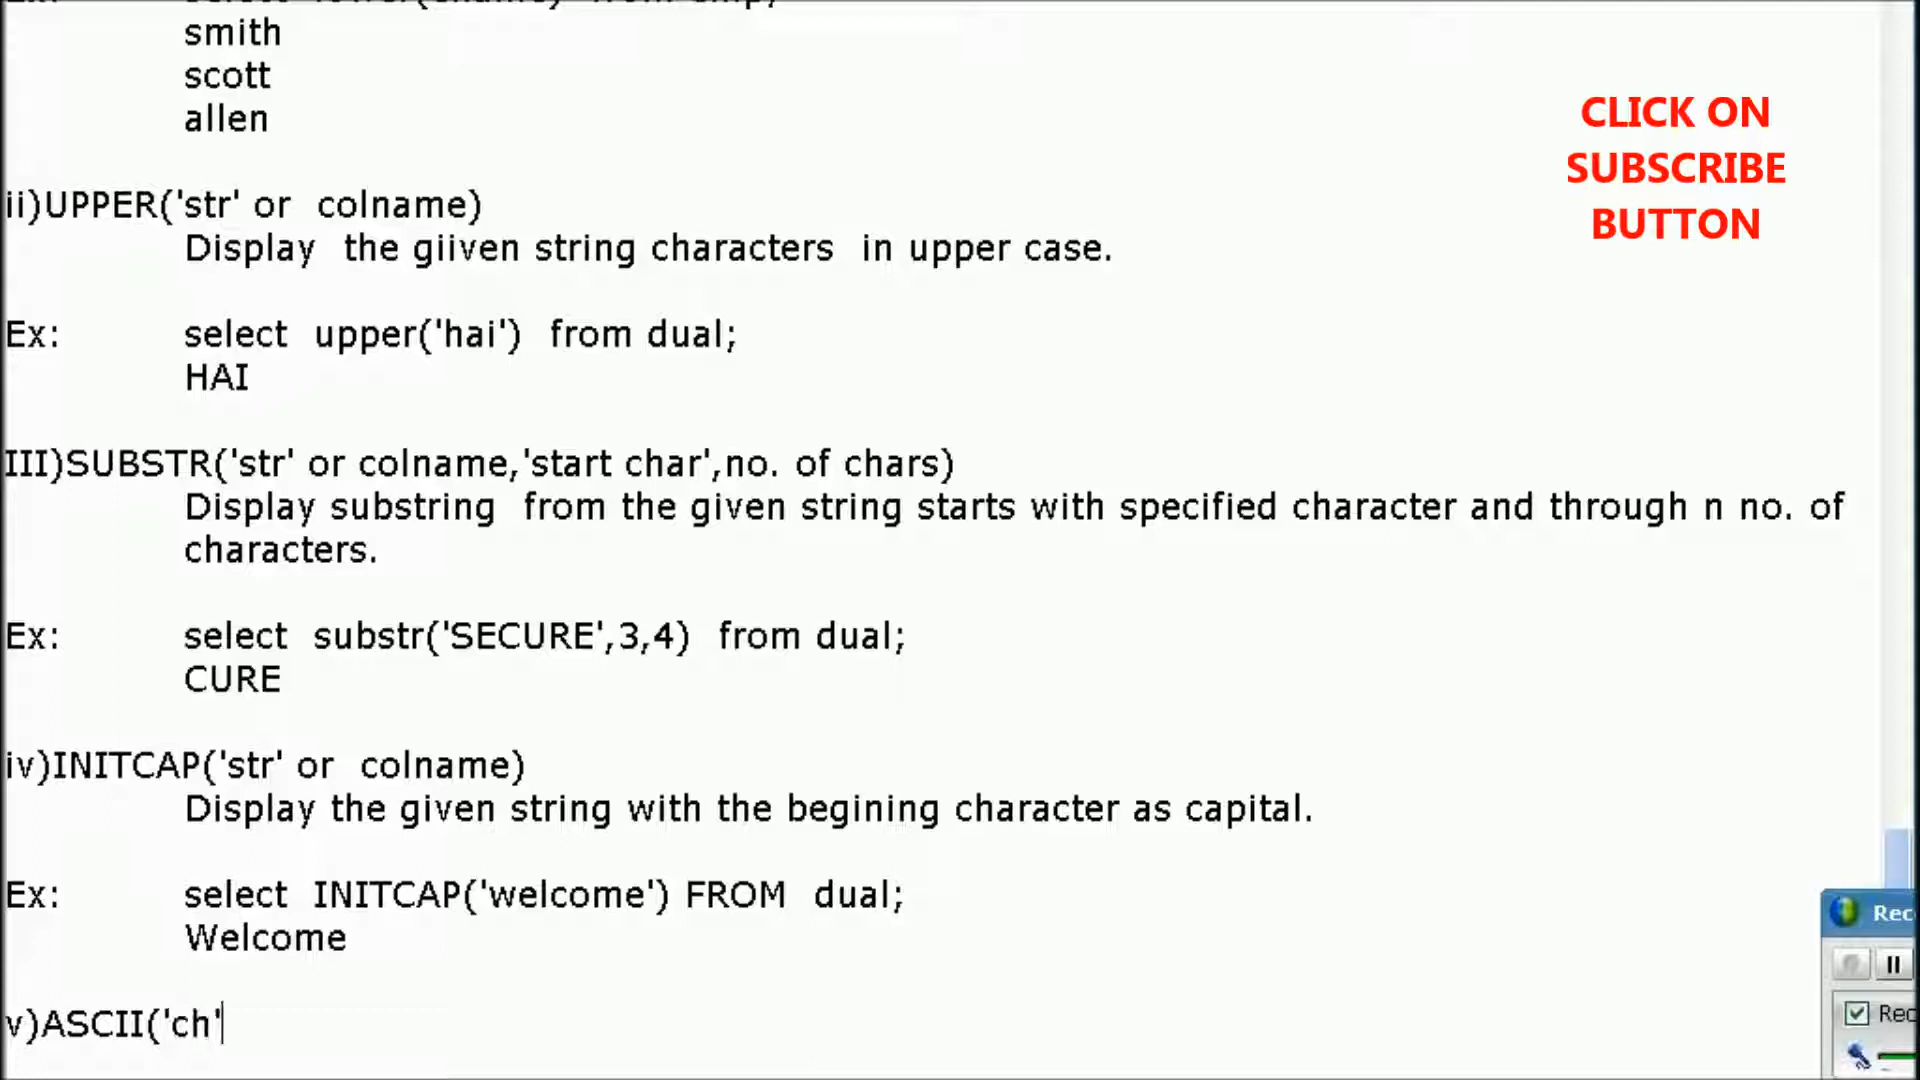 smith
scott
allen
ii)UPPER('str' or colname)
Display the giiven string characters in upper case.
Ex: select upper('hai') from dual;
HAI
III)SUBSTR('str' or colname,'start char',no. of chars)
Display substring from the given string starts with specified character and through n no. of
characters.
Ex: select substr('SECURE',3,4) from dual;
CURE
iv)INITCAP('str' or colname)
Display the given string with the begining character as capital.
Ex: select INITCAP('welcome') FROM dual;
Welcome
v)ASCII('ch'
CLICK ON
SUBSCRIBE
BUTTON
Rec
Rec